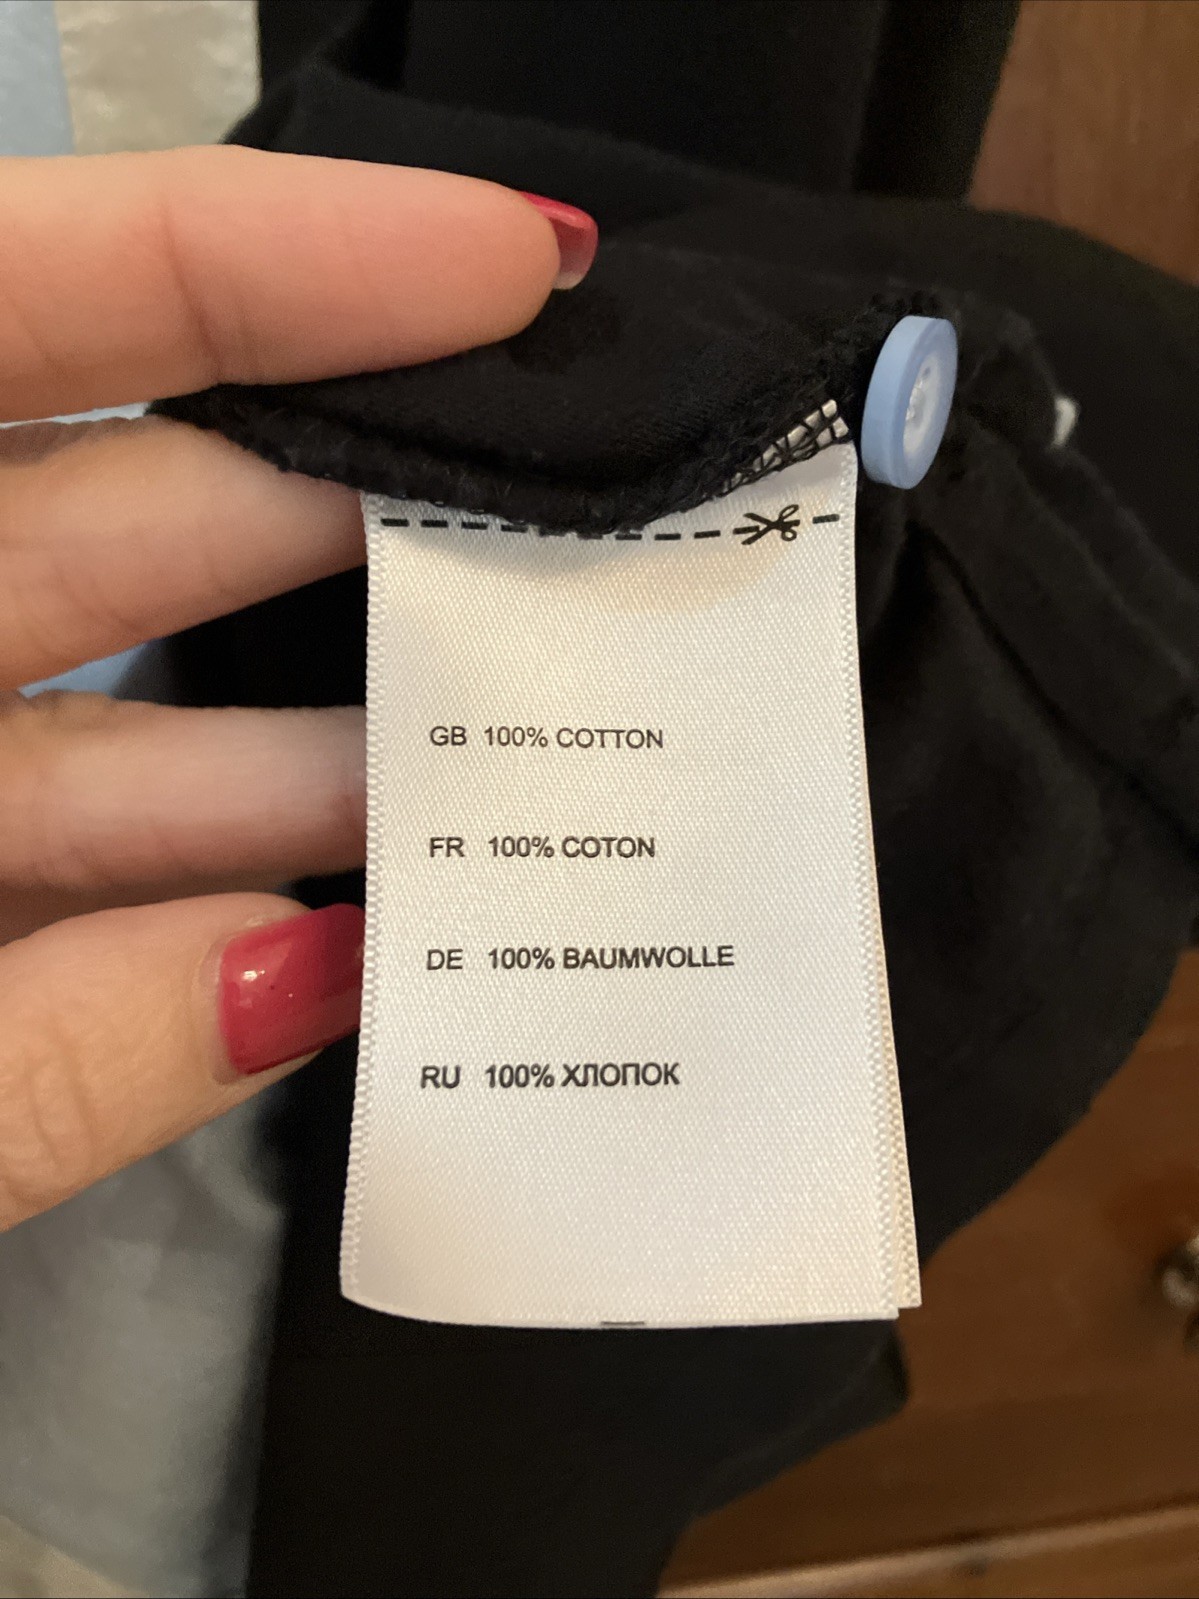 GB 100% COTTON
FR 100% COTON
DE 100% BAUMWOLLE
RU 100% ХЛОПОК